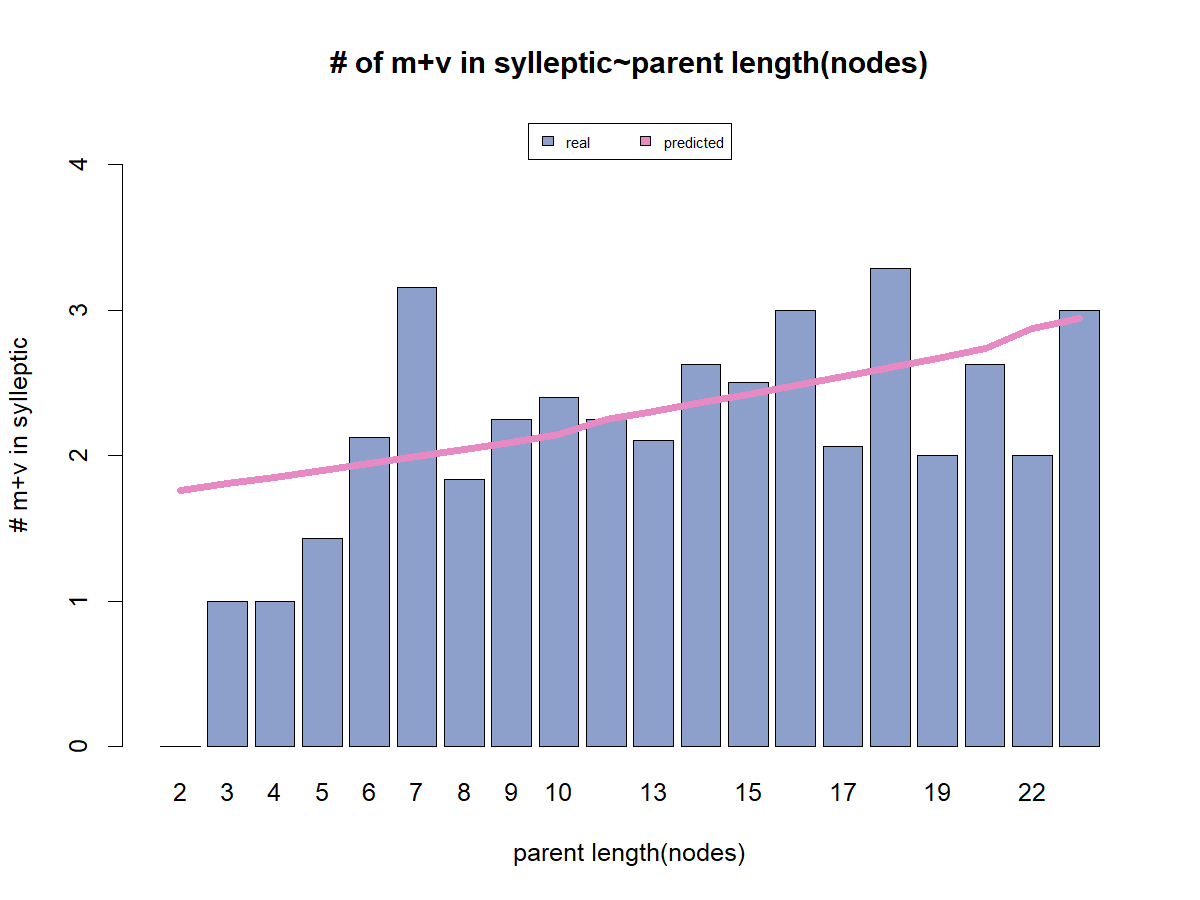 # of m+v in sylleptic~parent length(nodes)
real predicted
4
3
2
1
0
# m+v in sylleptic
2 3 4 5 6 7 8 9 10 13 15 17 19 22
parent length(nodes)